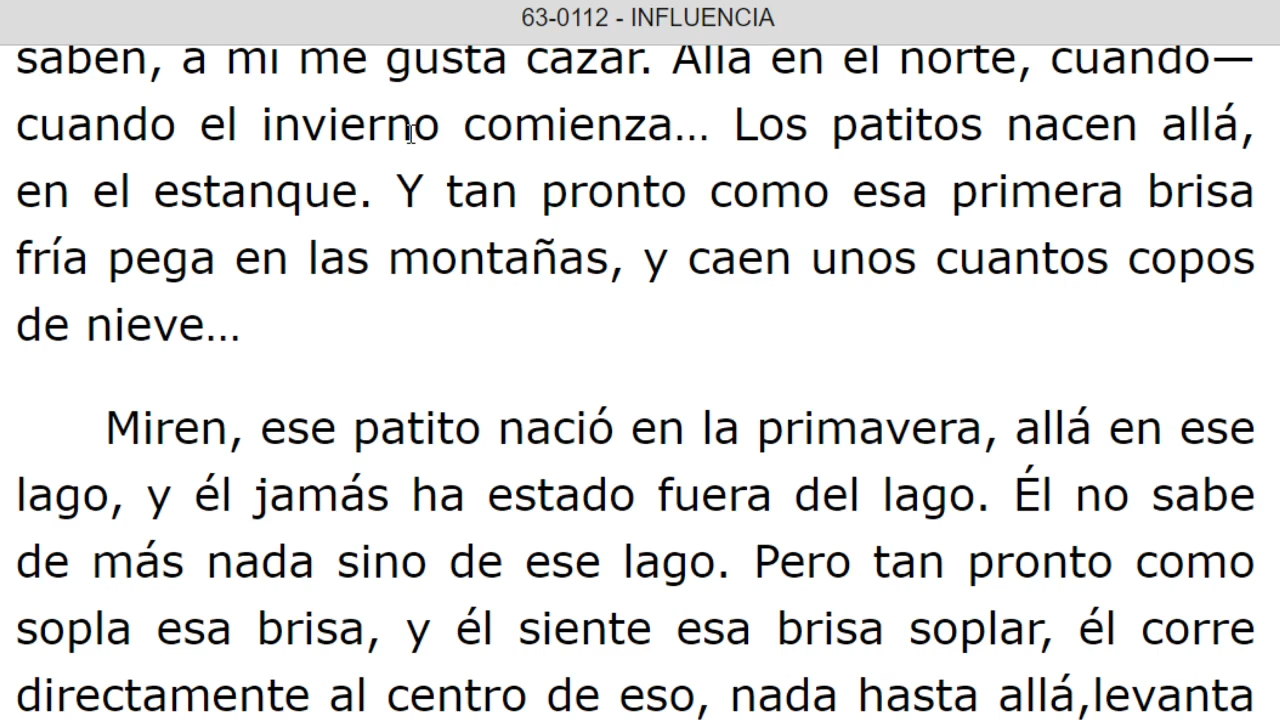 63-0112 - INFLUENCIA
saben, a mí me gusta cazar. Allá en el norte, cuando—
cuando el invierno comienza… Los patitos nacen allá,
en el estanque. Y tan pronto como esa primera brisa
fría pega en las montañas, y caen unos cuantos copos
de nieve…
Miren, ese patito nació en la primavera, allá en ese
lago, y él jamás ha estado fuera del lago. Él no sabe
de más nada sino de ese lago. Pero tan pronto como
sopla esa brisa, y él siente esa brisa soplar, él corre
directamente al centro de eso, nada hasta allá,levanta